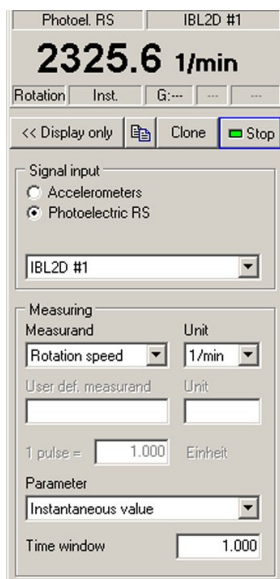 Photoel. RS IBL2D #1
2325.6 1/min
Rotation Inst. G:--- --- ---
<< Display only Clone Stop
Signal input
Accelerometers
Photoelectric RS
IBL2D #1
Measuring
Measurand Unit
Rotation speed 1/min
User def. measurand Unit
1 pulse = 1.000 Einheit
Parameter
Instantaneous value
Time window 1.000